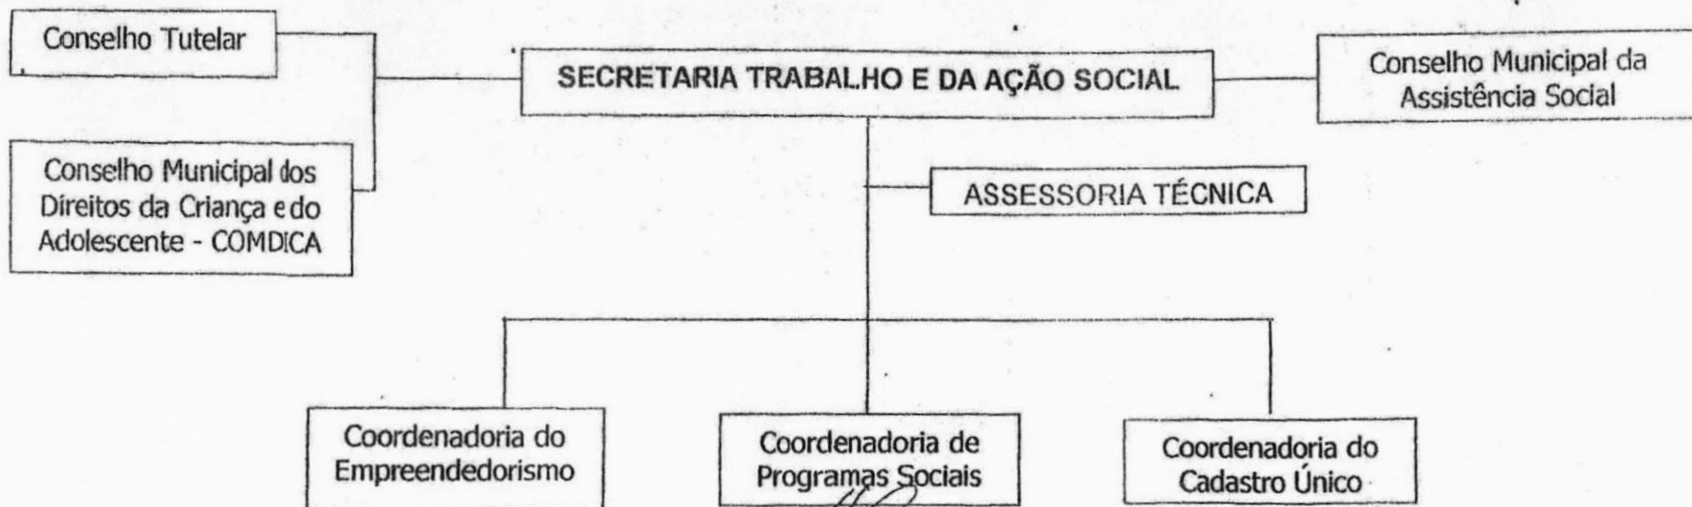 Conselho Tutelar
SECRETARIA TRABALHO E DA AÇÃO SOCIAL
Conselho Municipal da
Assistência Social
Conselho Municipal dos
Direitos da Criança e do
Adolescente - COMDICA
ASSESSORIA TÉCNICA
Coordenadoria do
Empreendedorismo
Coordenadoria de
Programas Sociais
Coordenadoria do
Cadastro Único